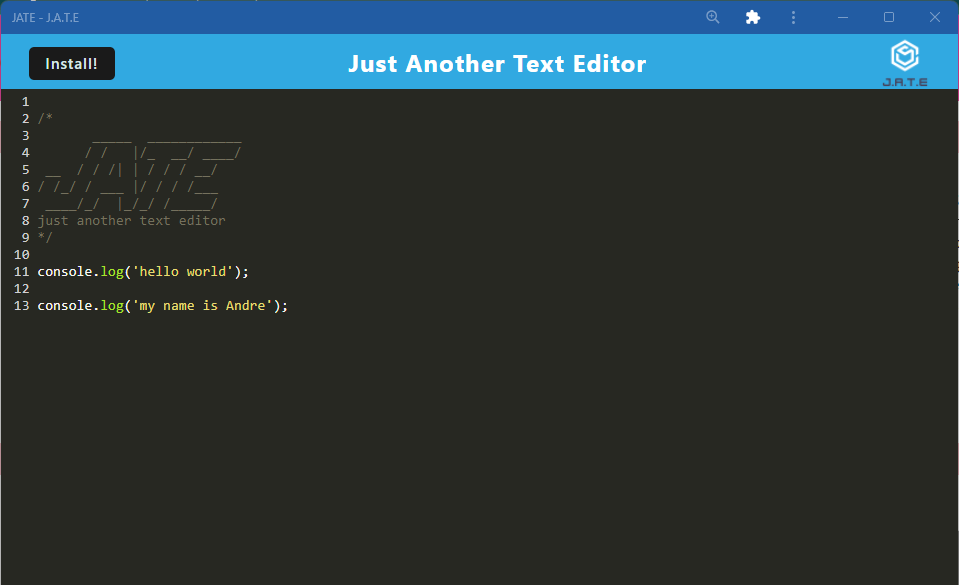 JATE - J.A.T.E
Install!
Just Another Text Editor
J.A.T.E
1
2 /*
3        _____  ____________
4       / /   |/_  __/ ____/
5  __  / / /| | / / / __/
6 / /_/ / ___ |/ / / /___
7  ____/_/  |_/_/ /_____/
8 just another text editor
9 */
10
11 console.log('hello world');
12
13 console.log('my name is Andre');